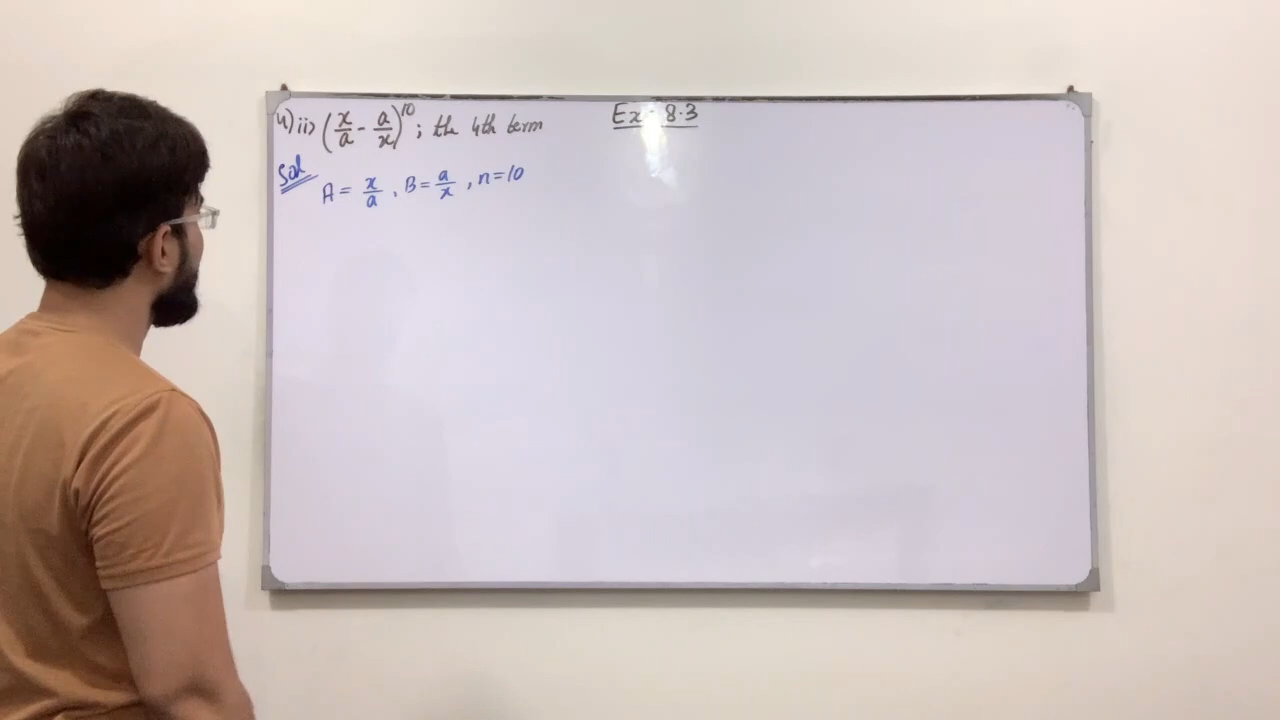 4) ii) (x/a - a/x)^10 ; the 4th term
Ex 8.3
Sol
A = x/a , B = a/x , n = 10